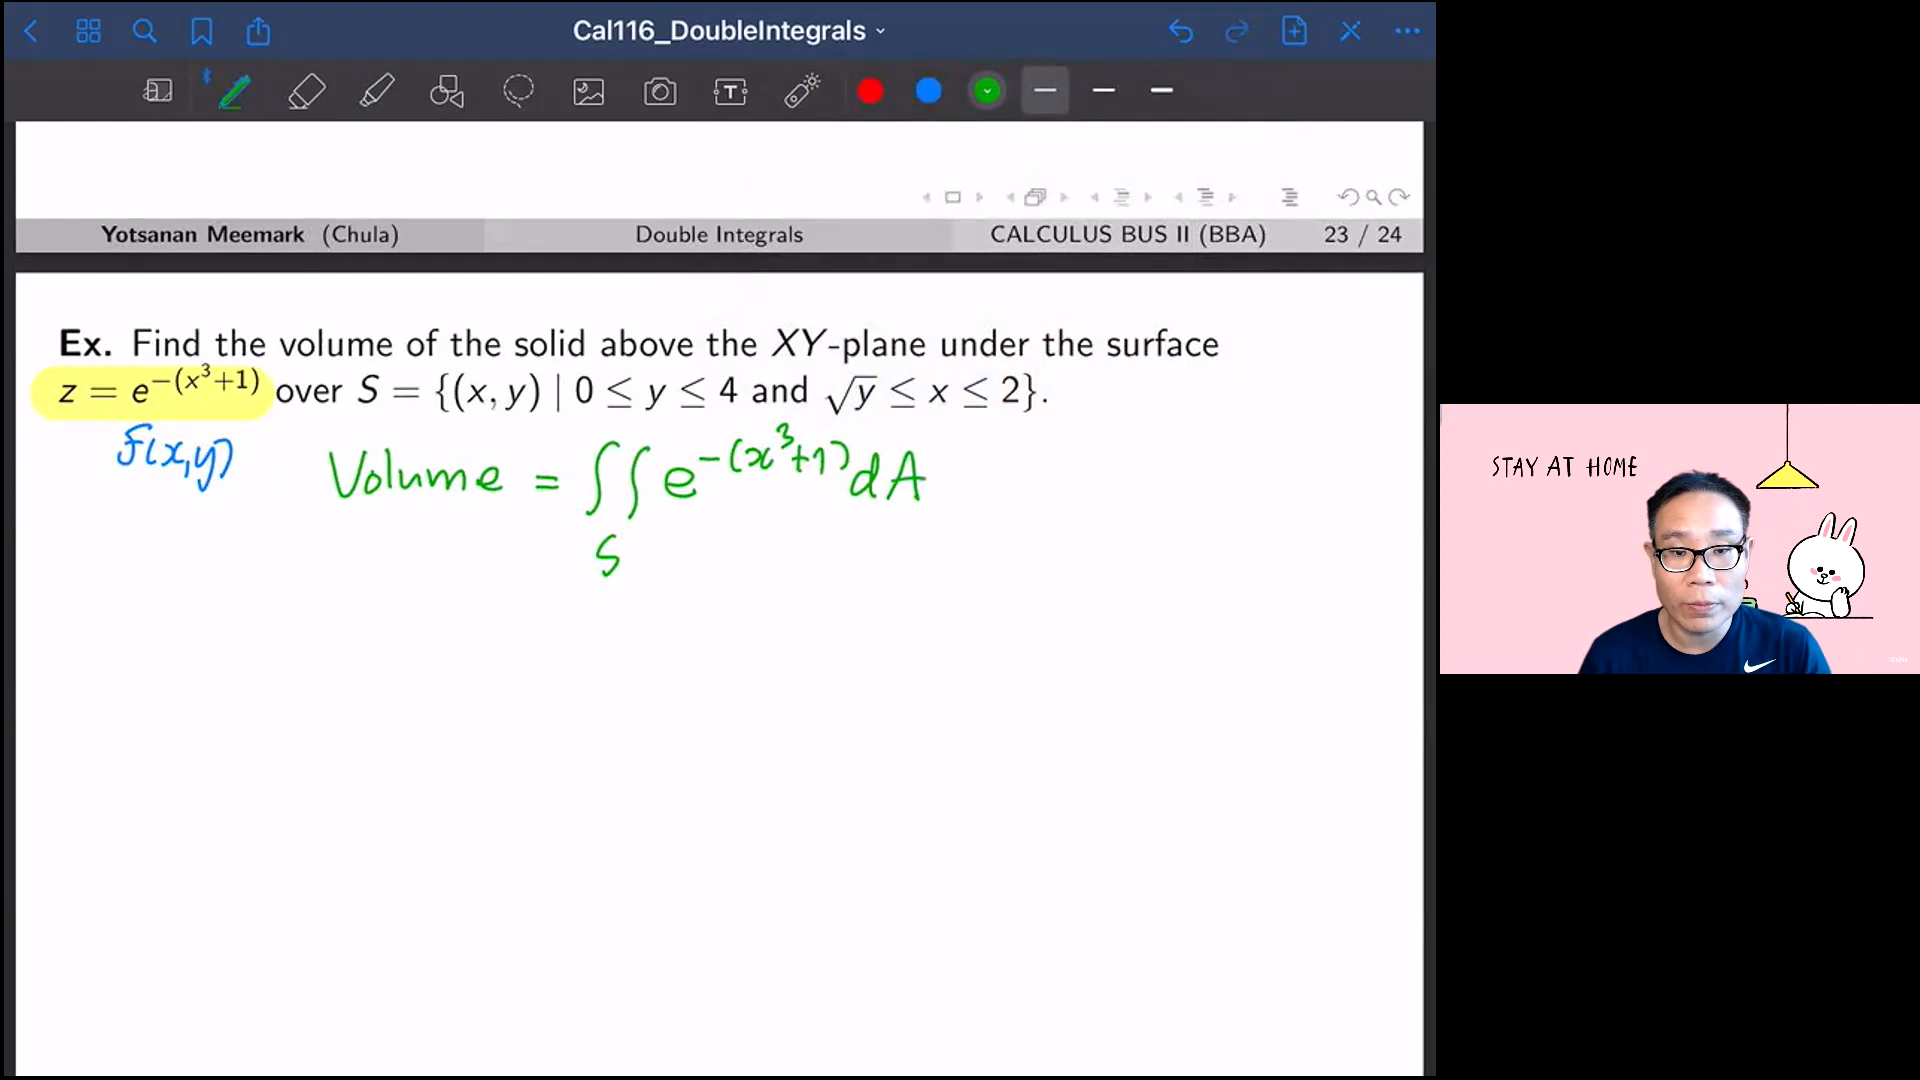 Cal116_DoubleIntegrals
Yotsanan Meemark (Chula) Double Integrals CALCULUS BUS II (BBA) 23 / 24
Ex. Find the volume of the solid above the XY-plane under the surface
z = e^{-(x^3+1)} over S = {(x, y) | 0 ≤ y ≤ 4 and √y ≤ x ≤ 2}.
f(x,y)
Volume = ∫∫ e^{-(x^3+1)} dA
S
STAY AT HOME